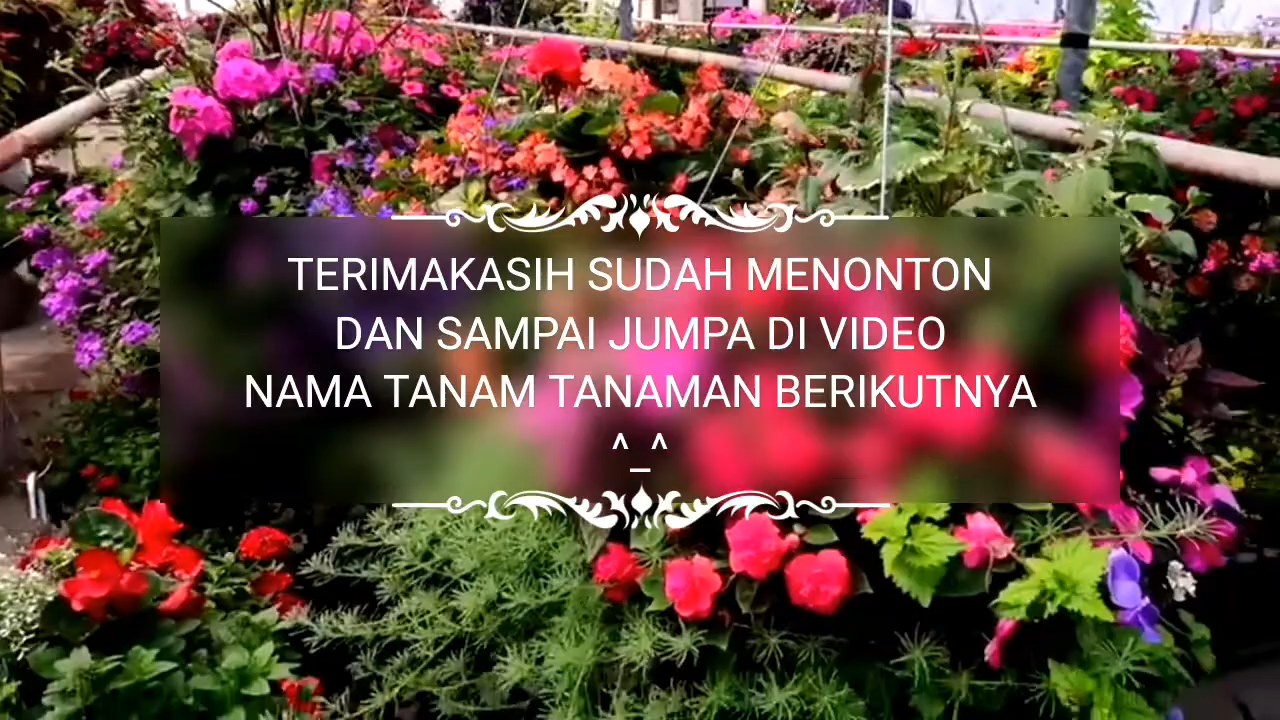 TERIMAKASIH SUDAH MENONTON
DAN SAMPAI JUMPA DI VIDEO
NAMA TANAM TANAMAN BERIKUTNYA
^_^